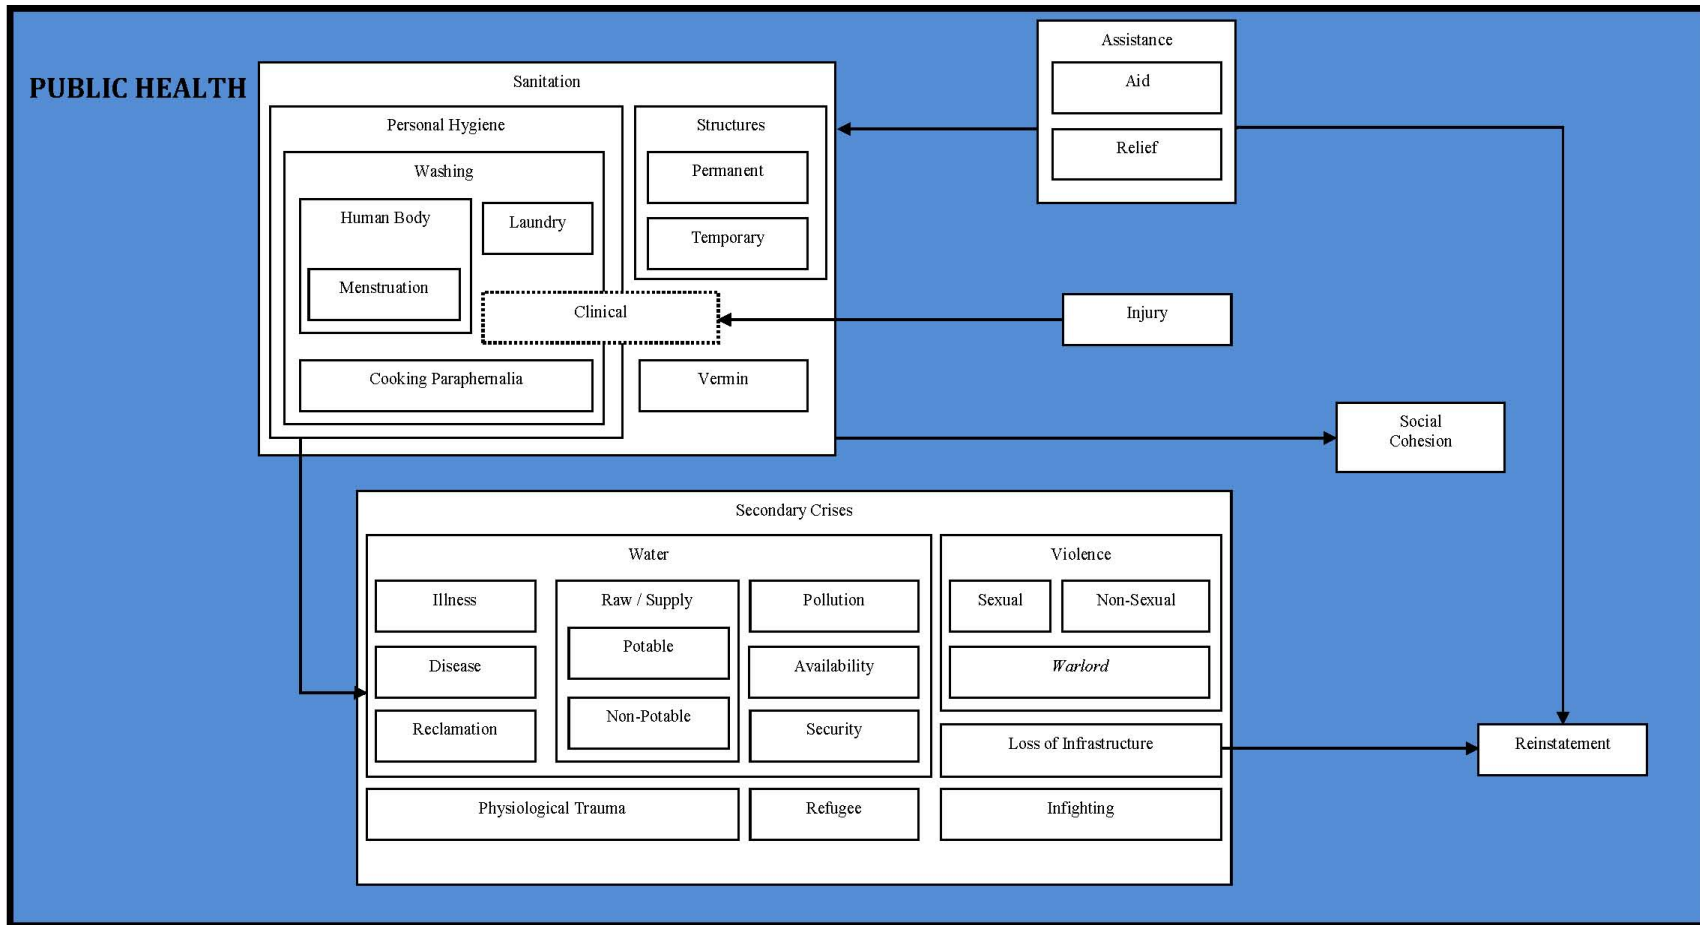 PUBLIC HEALTH
Sanitation
Personal Hygiene
Washing
Human Body
Menstruation
Laundry
Clinical
Cooking Paraphernalia
Structures
Permanent
Temporary
Vermin
Assistance
Aid
Relief
Injury
Social
Cohesion
Secondary Crises
Water
Illness
Disease
Reclamation
Raw / Supply
Potable
Non-Potable
Pollution
Availability
Security
Violence
Sexual
Non-Sexual
Warlord
Loss of Infrastructure
Physiological Trauma
Refugee
Infighting
Reinstatement